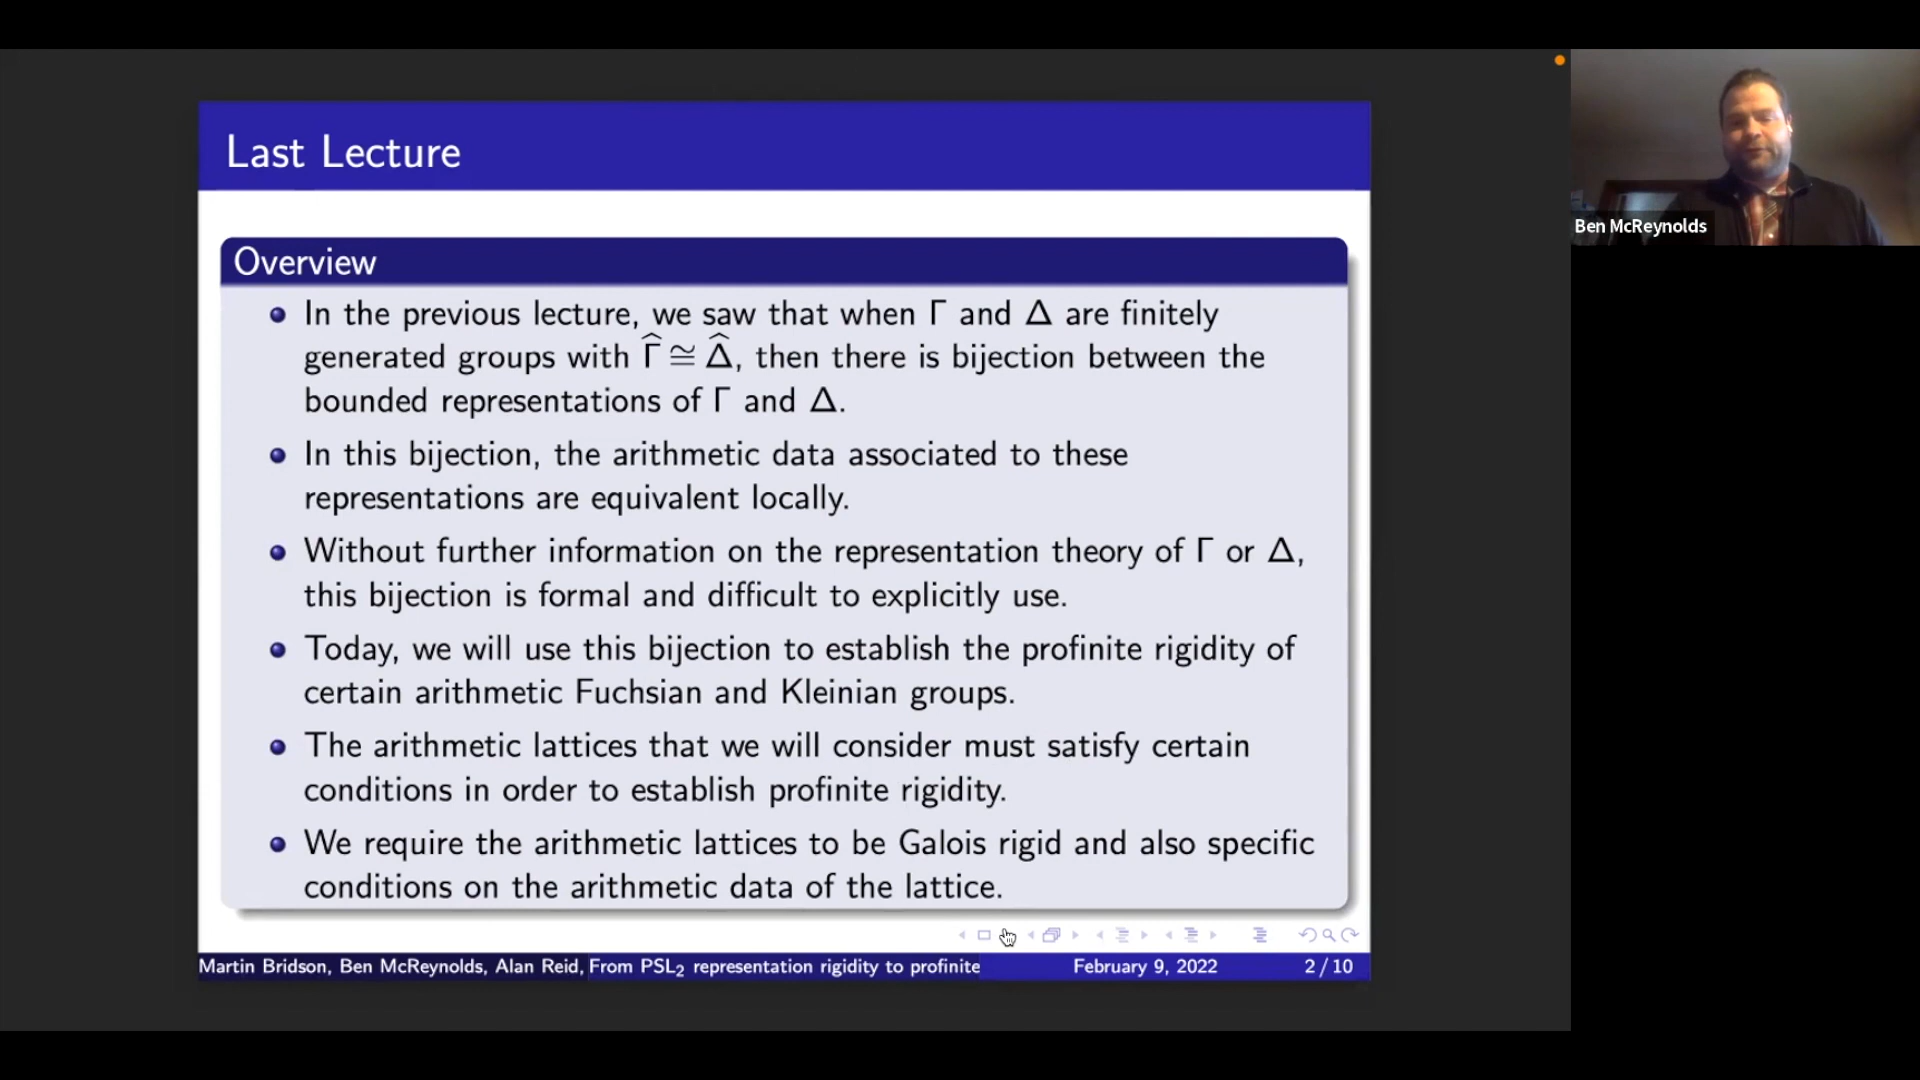 Last Lecture
Overview
In the previous lecture, we saw that when Γ and Δ are finitely
generated groups with Γ̂ ≅ Δ̂, then there is bijection between the
bounded representations of Γ and Δ.
In this bijection, the arithmetic data associated to these
representations are equivalent locally.
Without further information on the representation theory of Γ or Δ,
this bijection is formal and difficult to explicitly use.
Today, we will use this bijection to establish the profinite rigidity of
certain arithmetic Fuchsian and Kleinian groups.
The arithmetic lattices that we will consider must satisfy certain
conditions in order to establish profinite rigidity.
We require the arithmetic lattices to be Galois rigid and also specific
conditions on the arithmetic data of the lattice.
Martin Bridson, Ben McReynolds, Alan Reid, From PSL₂ representation rigidity to profinite February 9, 2022 2 / 10
Ben McReynolds